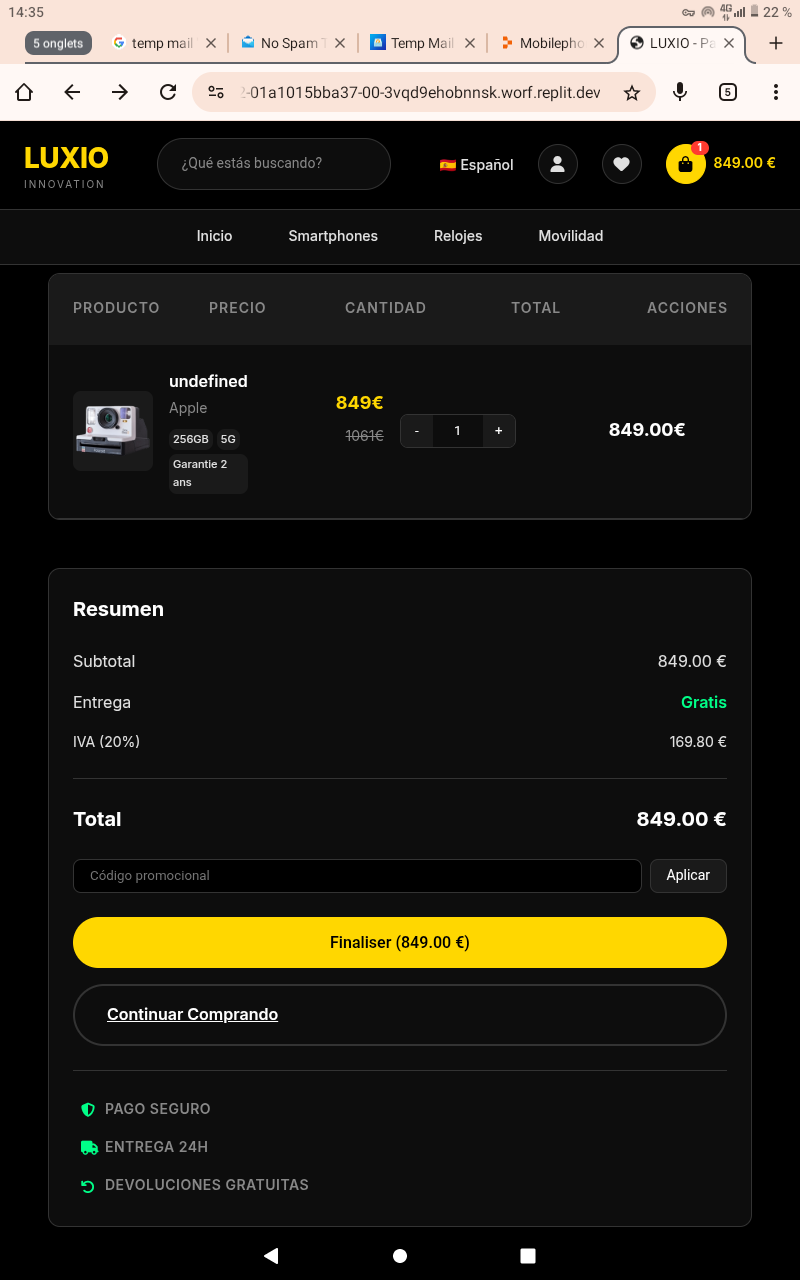 14:35
4G
22 %
5 onglets
temp mail
No Spam T
Temp Mail
Mobilepho
LUXIO - Pa
2-01a1015bba37-00-3vqd9ehobnnsk.worf.replit.dev
5
LUXIO
INNOVATION
¿Qué estás buscando?
Español
1
849.00 €
Inicio
Smartphones
Relojes
Movilidad
PRODUCTO PRECIO CANTIDAD TOTAL ACCIONES
undefined
Apple
256GB 5G
Garantie 2
ans
849€
1061€
- 1 +
849.00€
Resumen
Subtotal 849.00 €
Entrega Gratis
IVA (20%) 169.80 €
Total 849.00 €
Código promocional
Aplicar
Finaliser (849.00 €)
Continuar Comprando
PAGO SEGURO
ENTREGA 24H
DEVOLUCIONES GRATUITAS